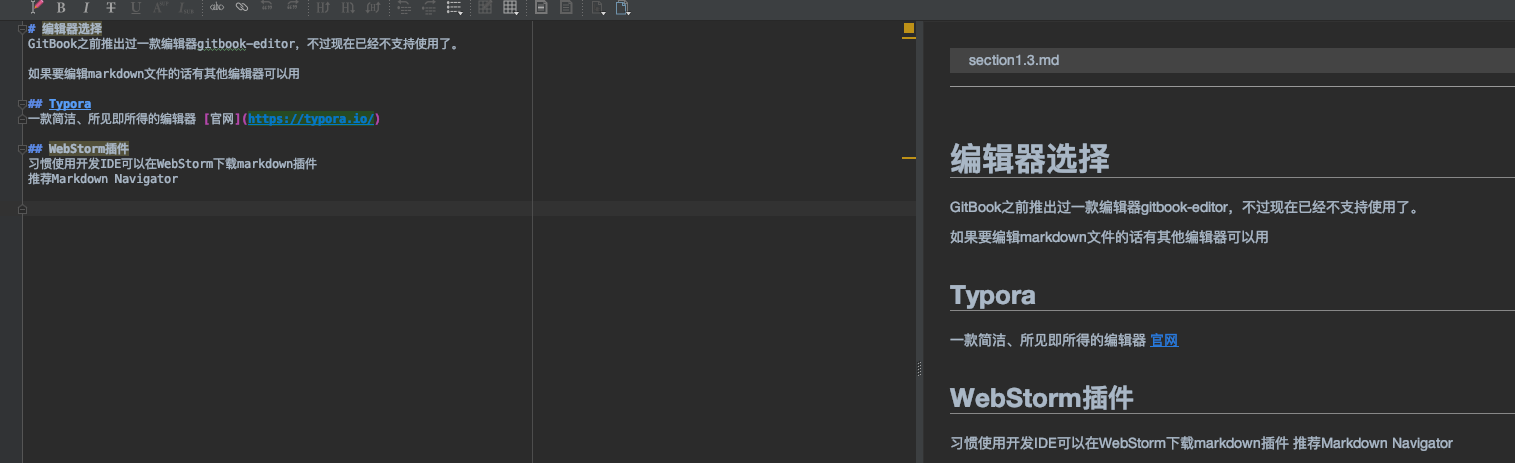 # 编辑器选择
GitBook之前推出过一款编辑器gitbook-editor，不过现在已经不支持使用了。
如果要编辑markdown文件的话有其他编辑器可以用
## Typora
一款简洁、所见即所得的编辑器 [官网](https://typora.io/)
## WebStorm插件
习惯使用开发IDE可以在WebStorm下载markdown插件
推荐Markdown Navigator
section1.3.md
编辑器选择
GitBook之前推出过一款编辑器gitbook-editor，不过现在已经不支持使用了。
如果要编辑markdown文件的话有其他编辑器可以用
Typora
一款简洁、所见即所得的编辑器 官网
WebStorm插件
习惯使用开发IDE可以在WebStorm下载markdown插件 推荐Markdown Navigator